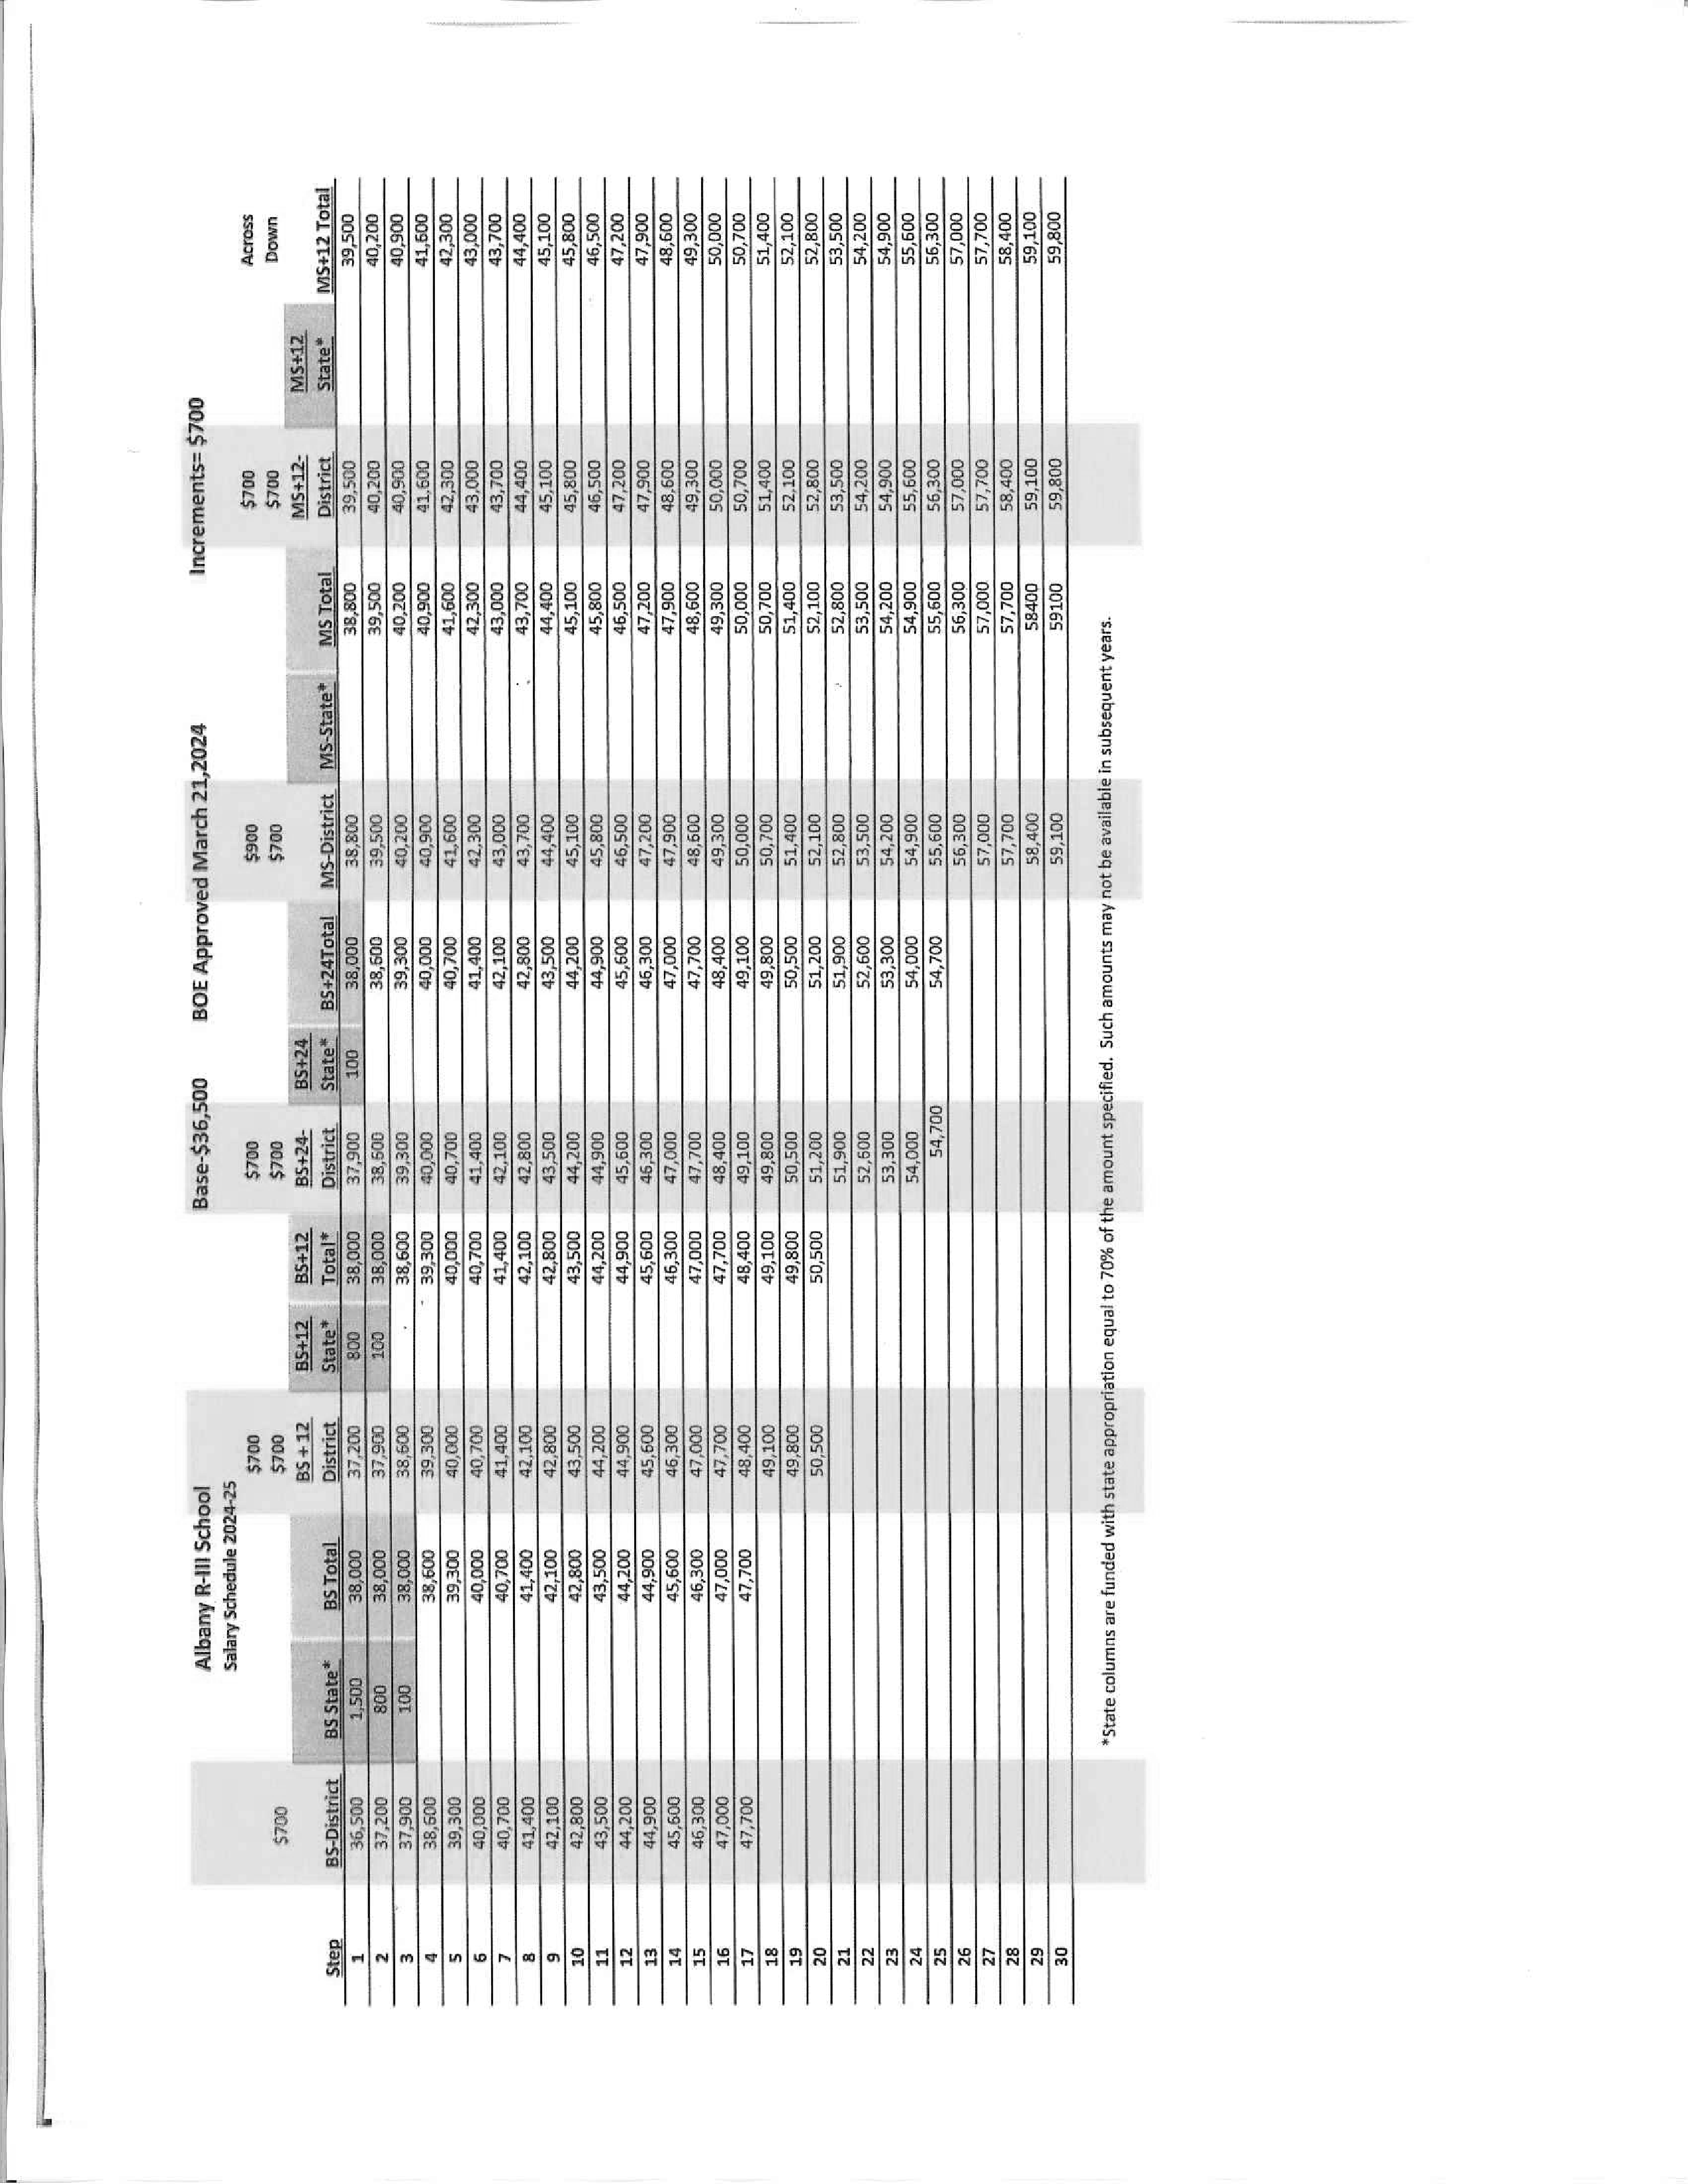 Albany R-III School Base-$36,500 BOE Approved March 21,2024 Increments= $700
Salary Schedule 2024-25
$700 $700 $900 $700 Across
$700 $700 $700 $700 $700 Down
BS + 12 BS+12 BS+12 BS+24- BS+24 MS+12- MS+12
Step BS-District BS State* BS Total District State* Total* District State* BS+24Total MS-District MS-State* MS Total District State* MS+12 Total
1 36,500 1,500 38,000 37,200 800 38,000 37,900 100 38,000 38,800 38,800 39,500 39,500
2 37,200 800 38,000 37,900 100 38,000 38,600 38,600 39,500 39,500 40,200 40,200
3 37,900 100 38,000 38,600 38,600 39,300 39,300 40,200 40,200 40,900 40,900
4 38,600 38,600 39,300 39,300 40,000 40,000 40,900 40,900 41,600 41,600
5 39,300 39,300 40,000 40,000 40,700 40,700 41,600 41,600 42,300 42,300
6 40,000 40,000 40,700 40,700 41,400 41,400 42,300 42,300 43,000 43,000
7 40,700 40,700 41,400 41,400 42,100 42,100 43,000 43,000 43,700 43,700
8 41,400 41,400 42,100 42,100 42,800 42,800 43,700 43,700 44,400 44,400
9 42,100 42,100 42,800 42,800 43,500 43,500 44,400 44,400 45,100 45,100
10 42,800 42,800 43,500 43,500 44,200 44,200 45,100 45,100 45,800 45,800
11 43,500 43,500 44,200 44,200 44,900 44,900 45,800 45,800 46,500 46,500
12 44,200 44,200 44,900 44,900 45,600 45,600 46,500 46,500 47,200 47,200
13 44,900 44,900 45,600 45,600 46,300 46,300 47,200 47,200 47,900 47,900
14 45,600 45,600 46,300 46,300 47,000 47,000 47,900 47,900 48,600 48,600
15 46,300 46,300 47,000 47,000 47,700 47,700 48,600 48,600 49,300 49,300
16 47,000 47,000 47,700 47,700 48,400 48,400 49,300 49,300 50,000 50,000
17 47,700 47,700 48,400 48,400 49,100 49,100 50,000 50,000 50,700 50,700
18 49,100 49,100 49,800 49,800 50,700 50,700 51,400 51,400
19 49,800 49,800 50,500 50,500 51,400 51,400 52,100 52,100
20 50,500 50,500 51,200 51,200 52,100 52,100 52,800 52,800
21 51,900 51,900 52,800 52,800 53,500 53,500
22 52,600 52,600 53,500 53,500 54,200 54,200
23 53,300 53,300 54,200 54,200 54,900 54,900
24 54,000 54,000 54,900 54,900 55,600 55,600
25 54,700 54,700 55,600 55,600 56,300 56,300
26 56,300 56,300 57,000 57,000
27 57,000 57,000 57,700 57,700
28 57,700 57,700 58,400 58,400
29 58,400 58400 59,100 59,100
30 59,100 59100 59,800 59,800
*State columns are funded with state appropriation equal to 70% of the amount specified. Such amounts may not be available in subsequent years.